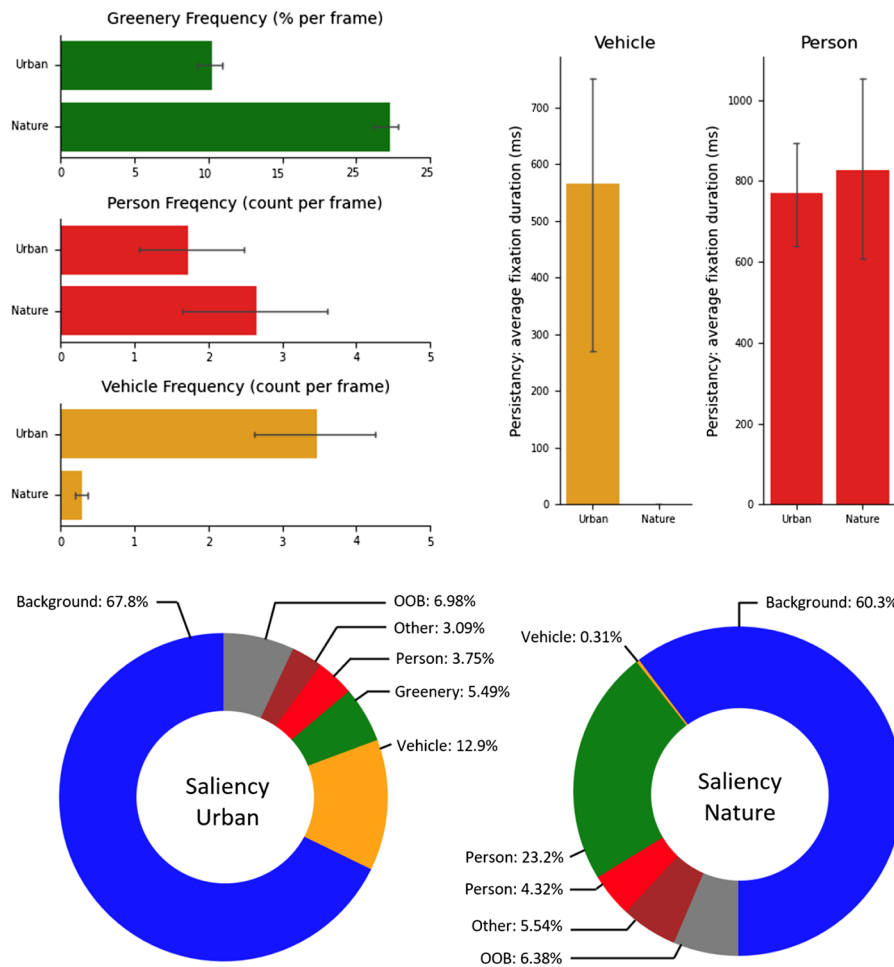 Greenery Frequency (% per frame)
Urban
Nature
0 5 10 15 25 25
Person Freqency (count per frame)
Urban
Nature
0 1 2 3 4 5
Vehicle Frequency (count per frame)
Urban
Nature
0 1 2 3 4 5
Vehicle
Persistancy: average fixation duration (ms)
700
600
500
400
300
200
100
0
Urban Nature
Person
Persistancy: average fixation duration (ms)
1000
800
600
400
200
0
Urban Nature
Background: 67.8%
OOB: 6.98%
Other: 3.09%
Person: 3.75%
Greenery: 5.49%
Vehicle: 12.9%
Saliency
Urban
Background: 60.3%
Vehicle: 0.31%
Saliency
Nature
Person: 23.2%
Person: 4.32%
Other: 5.54%
OOB: 6.38%